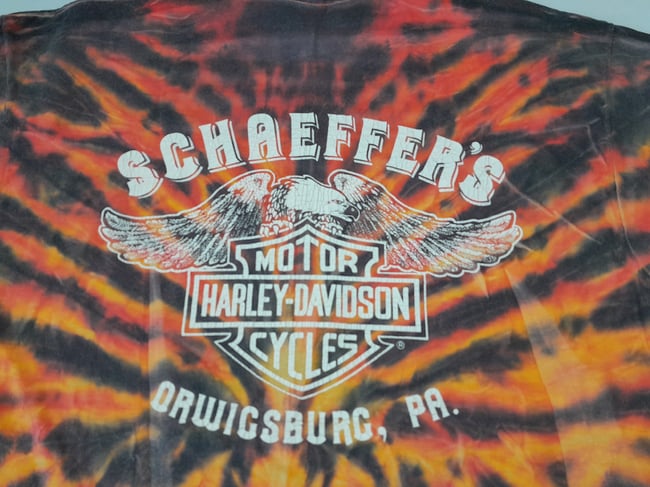 SCHAEFFER'S
MOTOR
HARLEY-DAVIDSON
CYCLES ®
ORWIGSBURG, PA.